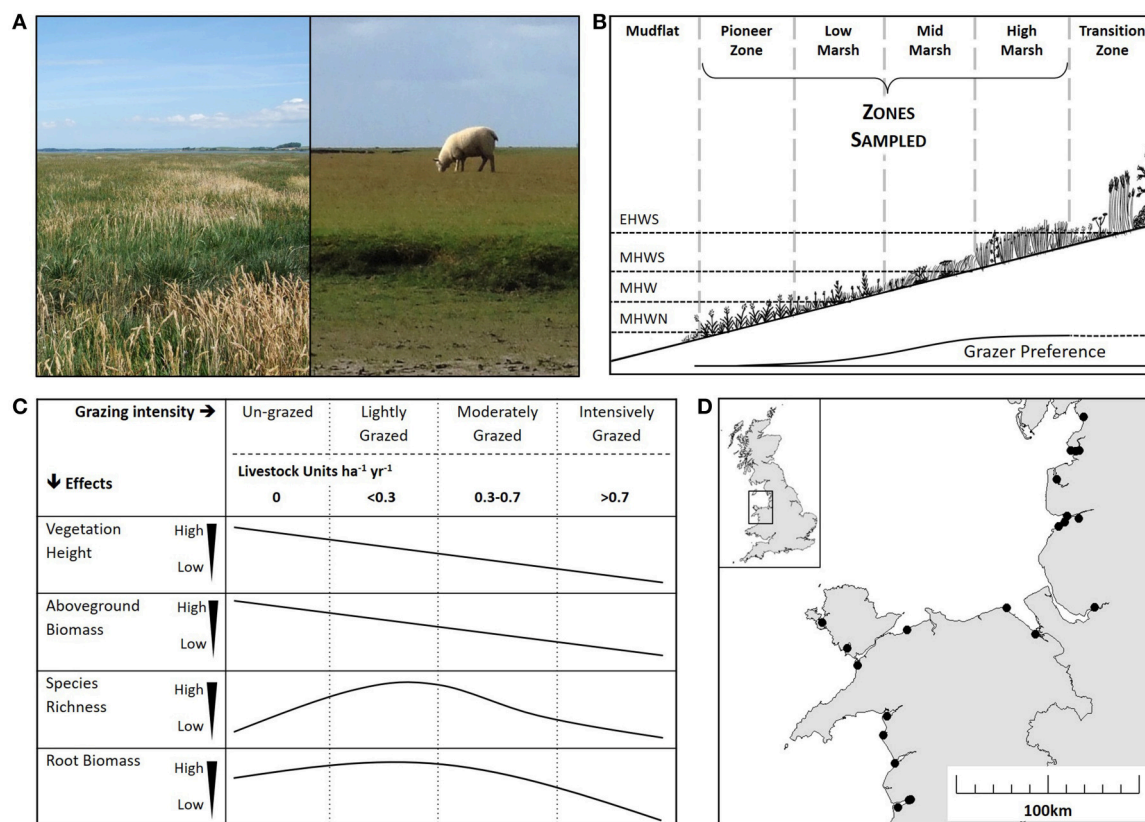 A
B
Mudflat
Pioneer Zone
Low Marsh
Mid Marsh
High Marsh
Transition Zone
ZONES
SAMPLED
EHWS
MHWS
MHW
MHWN
Grazer Preference
C
Grazing intensity →
Un-grazed
Lightly Grazed
Moderately Grazed
Intensively Grazed
Livestock Units ha⁻¹ yr⁻¹
🡇 Effects
0
<0.3
0.3-0.7
>0.7
Vegetation
Height
High
Low
Aboveground
Biomass
High
Low
Species
Richness
High
Low
Root Biomass
High
Low
D
100km